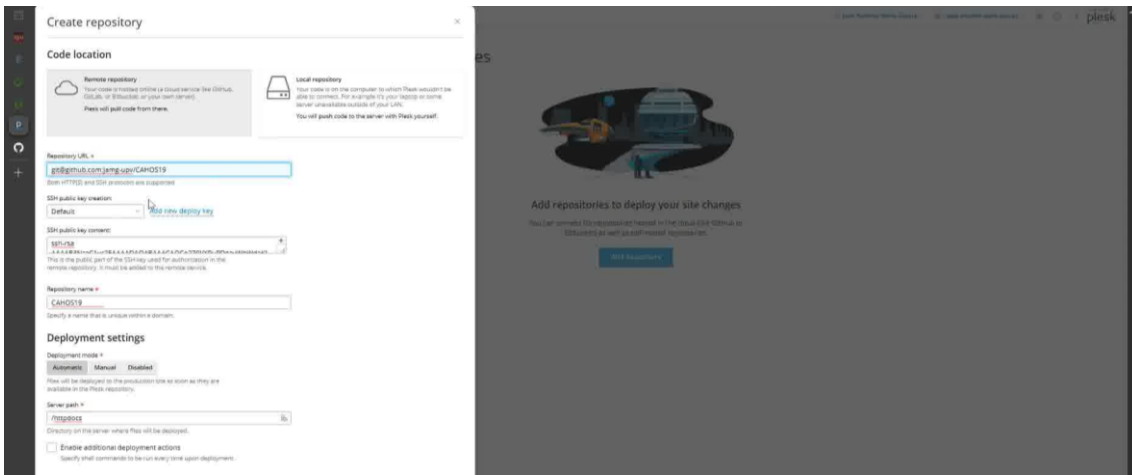 Create repository
plesk
Code location
Remote repository
Your code is hosted online (a cloud service like GitHub,
GitLab, or Bitbucket, or your own server).
Plesk will pull code from there.
Local repository
Your code is on the computer to which Plesk wouldn't be
able to connect. For example it's your laptop or some
server unavailable outside of your LAN.
You will push code to the server with Plesk yourself.
Repository URL *
git@github.com:jamg-upv/CAHOS19
Both HTTP(S) and SSH protocols are supported
SSH public key creation:
Default
Add new deploy key
SSH public key content:
ssh-rsa
This is the public part of the SSH key used for authorization in the
remote repository. It must be added to the remote service.
Repository name *
CAHOS19
Specify a name that is unique within a domain.
Deployment settings
Deployment mode *
Automatic Manual Disabled
Files will be deployed to the production site as soon as they are
available in the Plesk repository.
Server path *
/httpdocs
Directory on the server where files will be deployed.
Enable additional deployment actions
Specify shell commands to be run every time upon deployment.
es
Add repositories to deploy your site changes
Add Repository